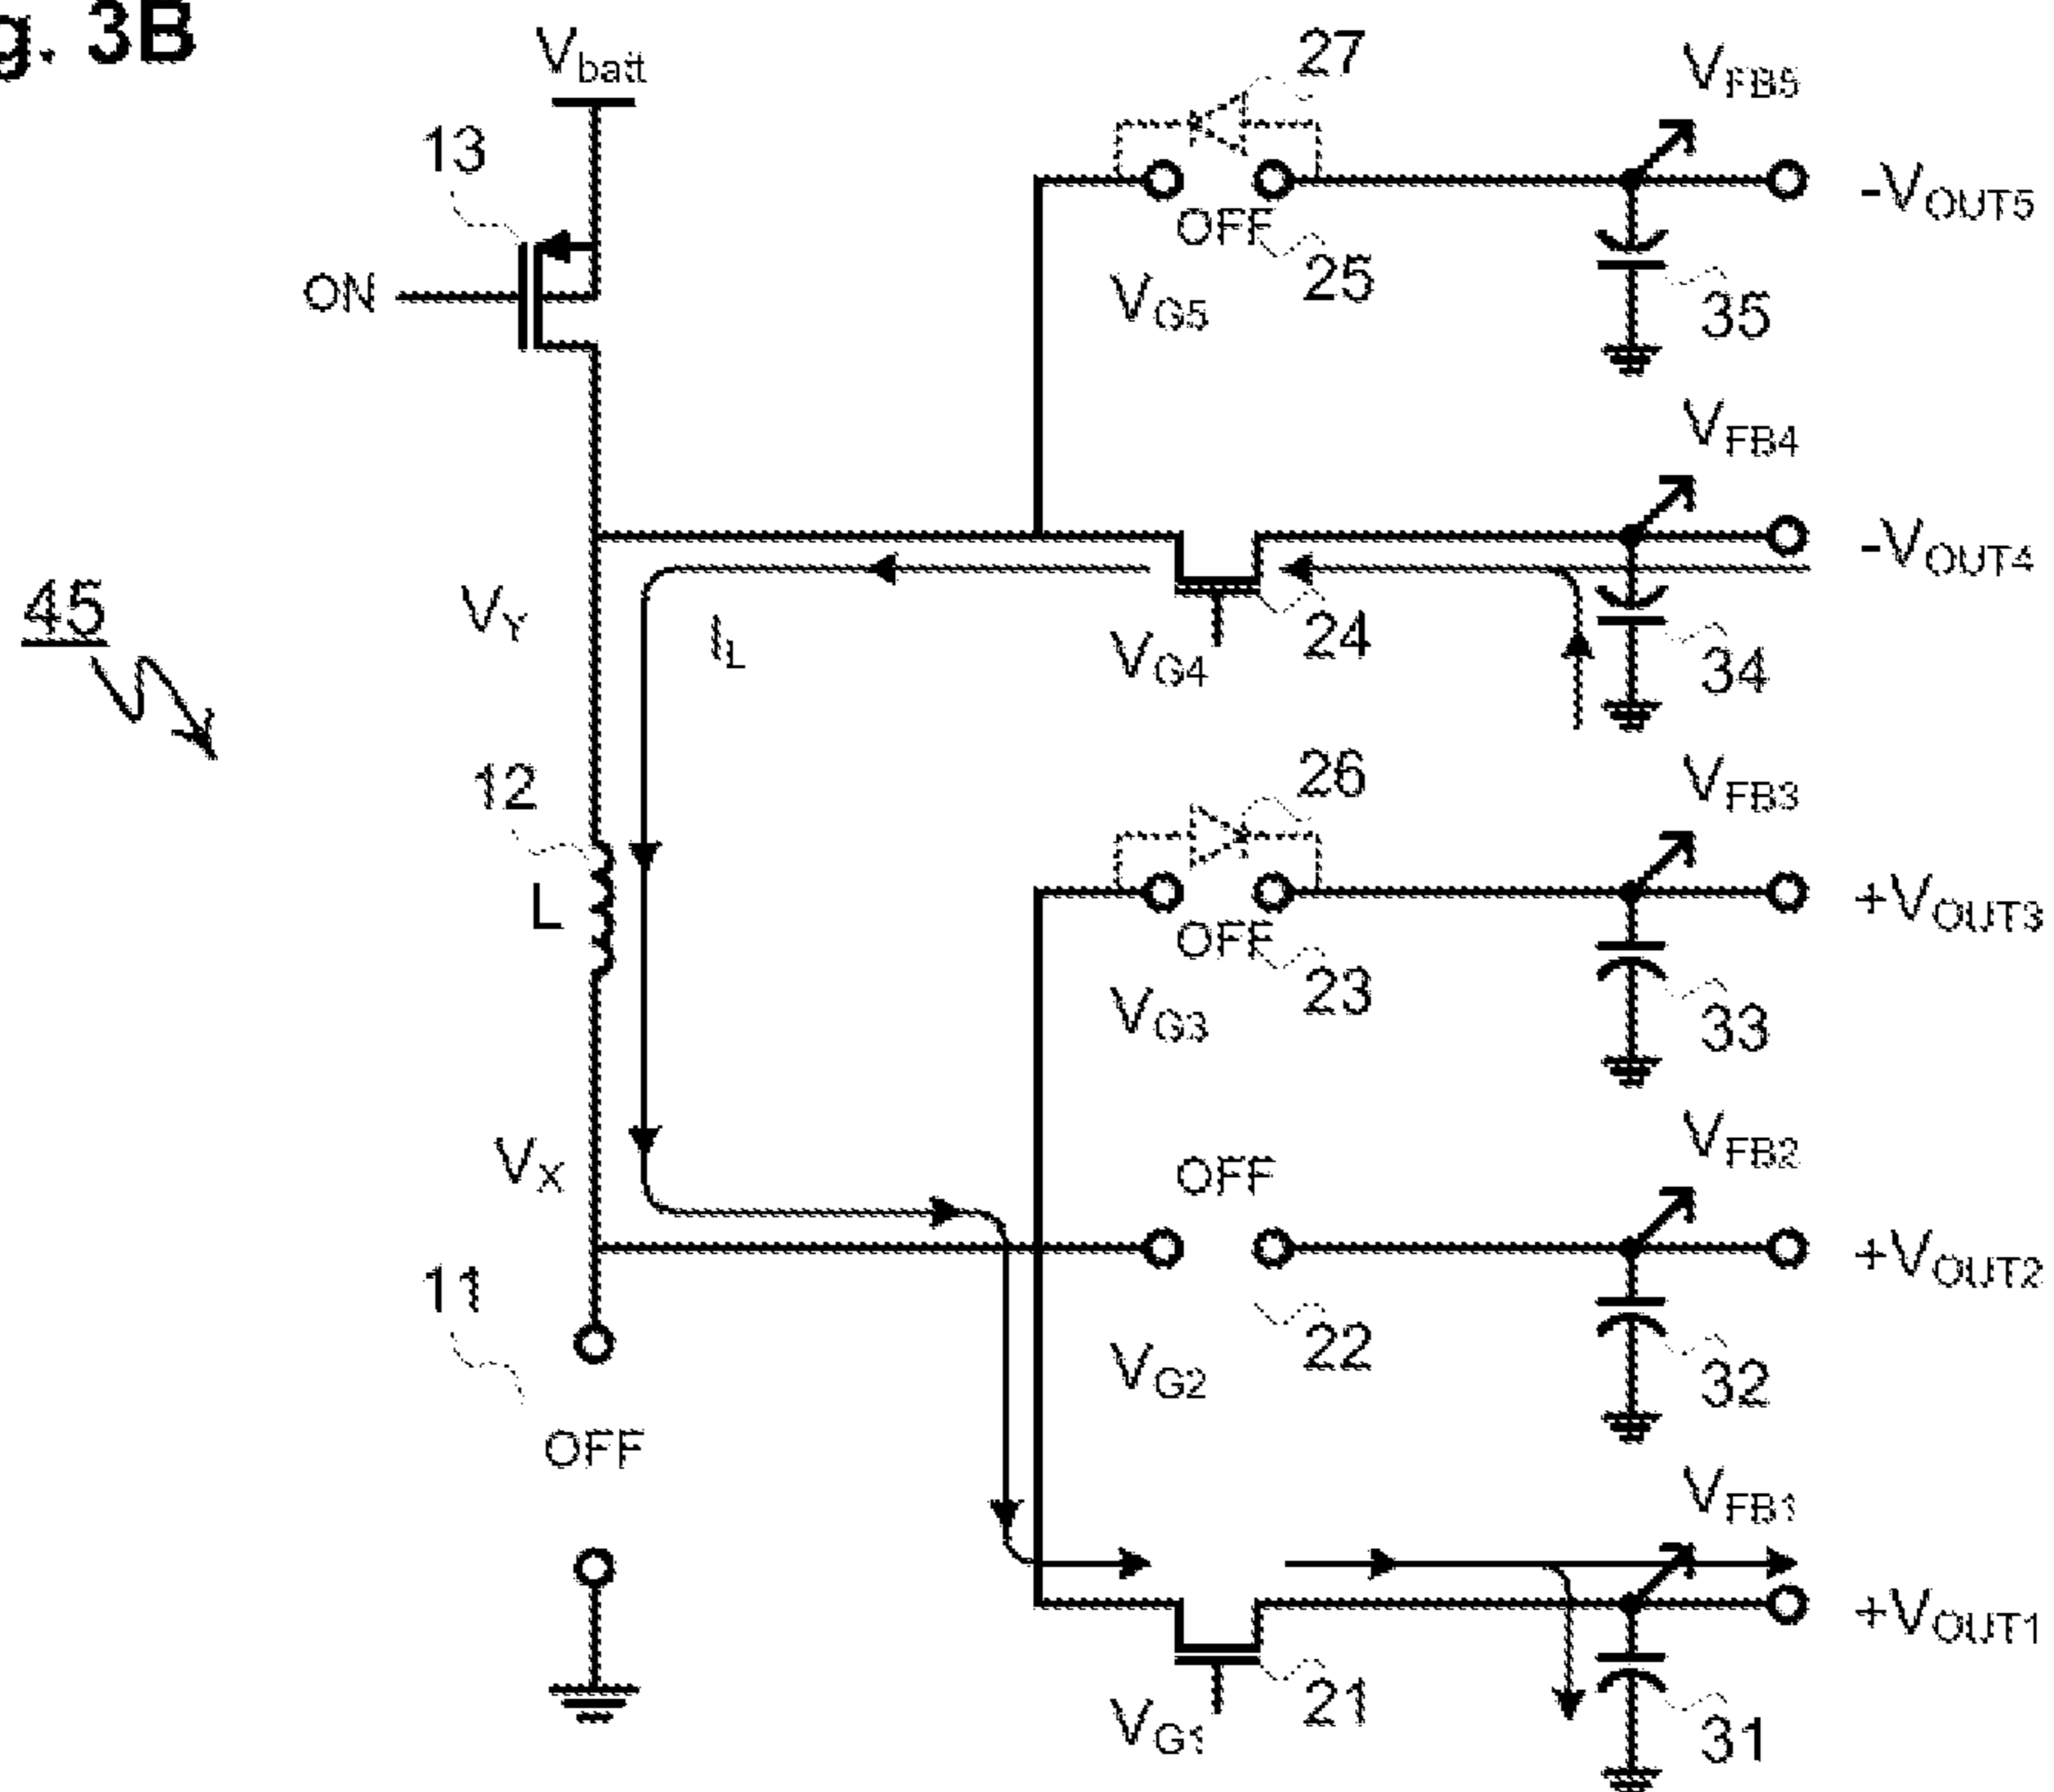 g. 3B
Vbatt
27
VFB5
13
-VOUT5
OFF
25
ON
VG5
35
VFB4
-VOUT4
45
VY
IL
24
VG4
34
26
VFB3
12
L
+VOUT3
OFF
23
VG3
33
VFB2
VX
OFF
+VOUT2
11
22
VG2
32
OFF
VFB1
+VOUT1
21
VG1
31